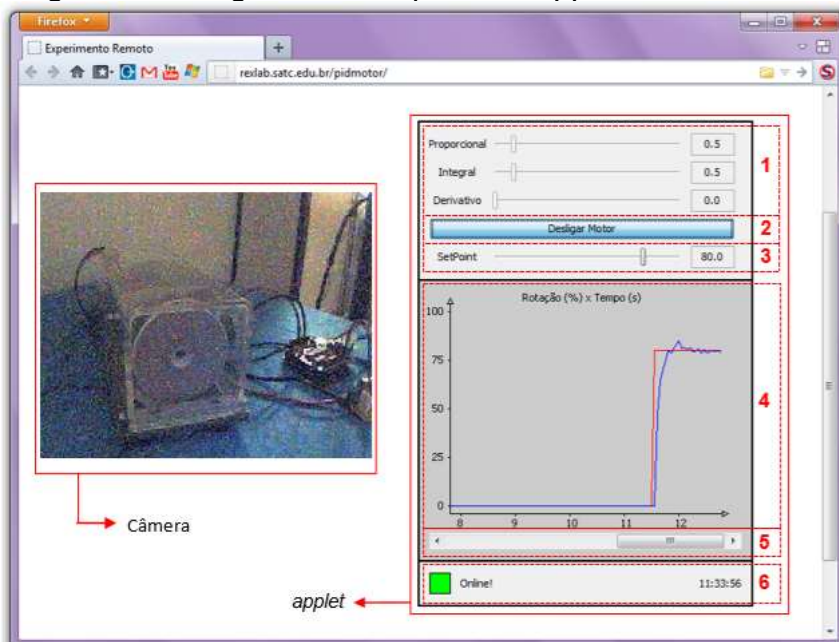 Firefox
Experimento Remoto
rexlab.satc.edu.br/pidmotor/
Proporcional 0.5
Integral 0.5
Derivativo 0.0
1
Desligar Motor
2
SetPoint 80.0
3
Rotação (%) x Tempo (s)
100
75
50
25
0
8 9 10 11 12
4
5
Online! 11:33:56
6
Câmera
applet